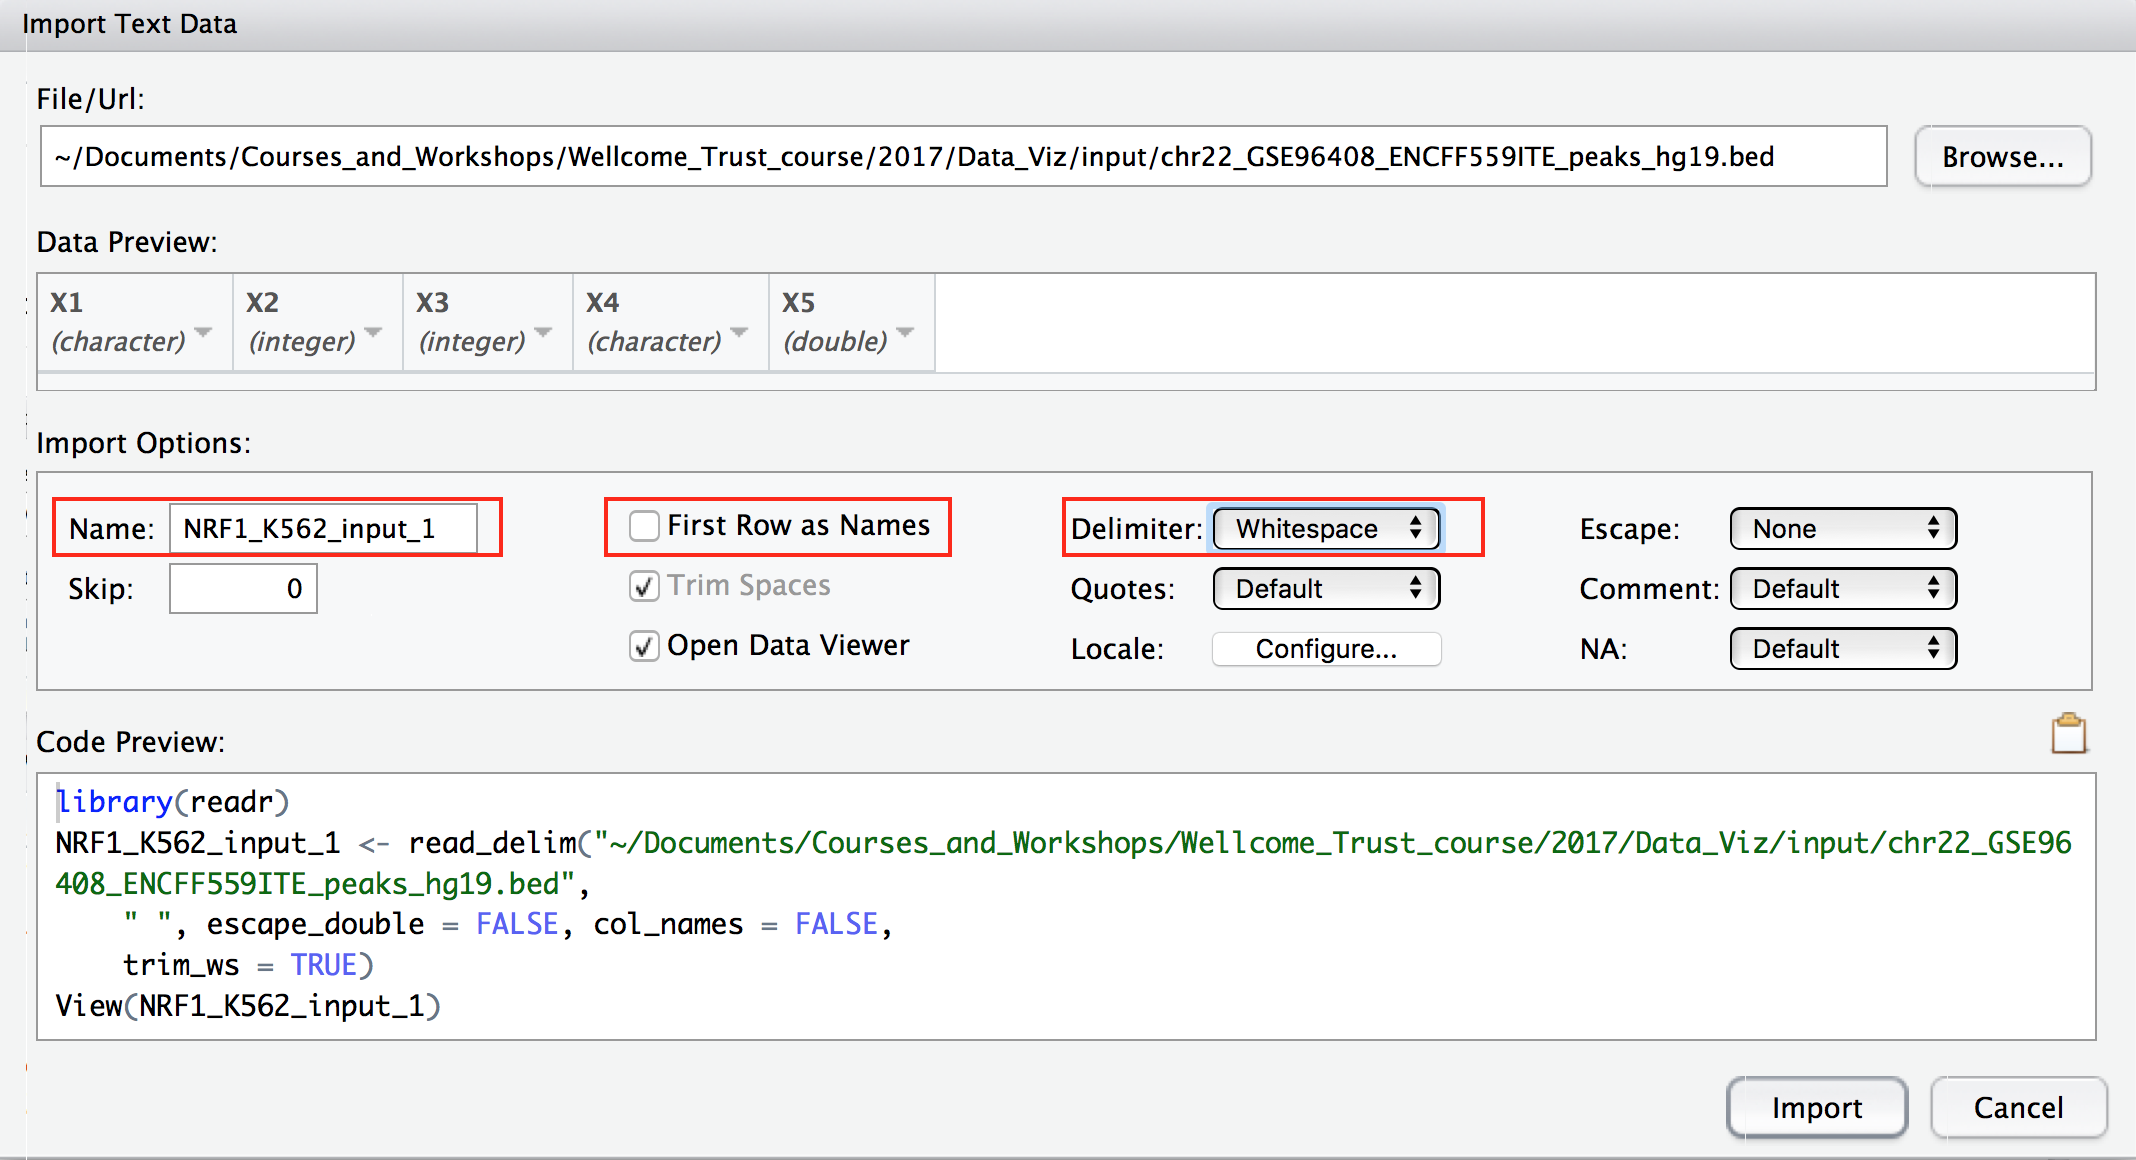 Import Text Data
File/Url:
~/Documents/Courses_and_Workshops/Wellcome_Trust_course/2017/Data_Viz/input/chr22_GSE96408_ENCFF559ITE_peaks_hg19.bed
Browse...
Data Preview:
X1 X2 X3 X4 X5
(character) (integer) (integer) (character) (double)
Import Options:
Name: NRF1_K562_input_1 First Row as Names Delimiter: Whitespace Escape: None
Skip: 0 Trim Spaces Quotes: Default Comment: Default
Open Data Viewer Locale: Configure... NA: Default
Code Preview:
library(readr)
NRF1_K562_input_1 <- read_delim("~/Documents/Courses_and_Workshops/Wellcome_Trust_course/2017/Data_Viz/input/chr22_GSE96
408_ENCFF559ITE_peaks_hg19.bed",
" ", escape_double = FALSE, col_names = FALSE,
trim_ws = TRUE)
View(NRF1_K562_input_1)
Import Cancel